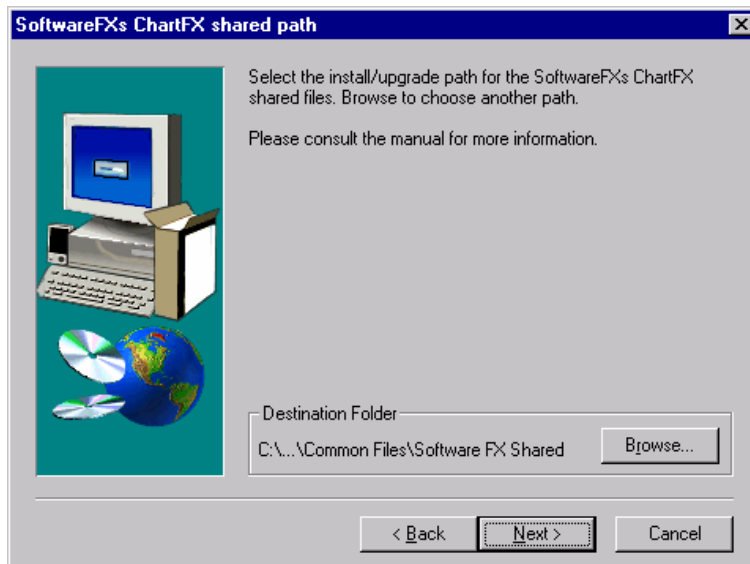 SoftwareFXs ChartFX shared path
Select the install/upgrade path for the SoftwareFXs ChartFX
shared files. Browse to choose another path.
Please consult the manual for more information.
Destination Folder
C:\...\Common Files\Software FX Shared
Browse...
< Back
Next >
Cancel